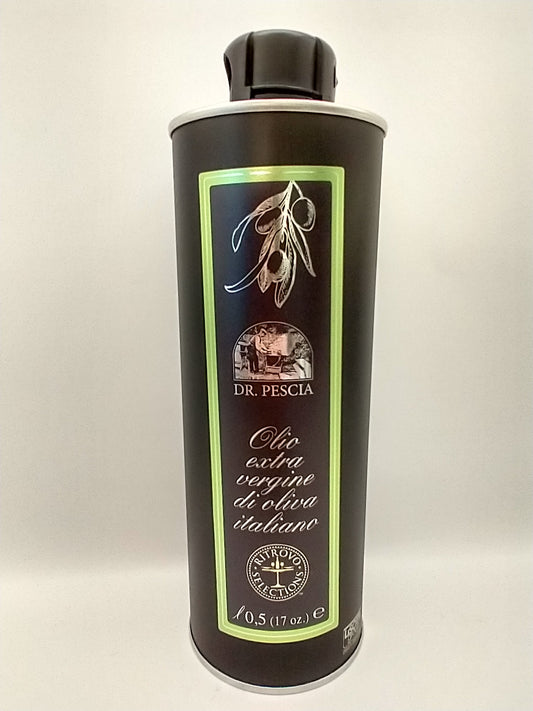 DR. PESCIA
Olio
extra
vergine
di oliva
italiano
RITROVO
SELECTIONS
l 0,5 (17 oz.) e